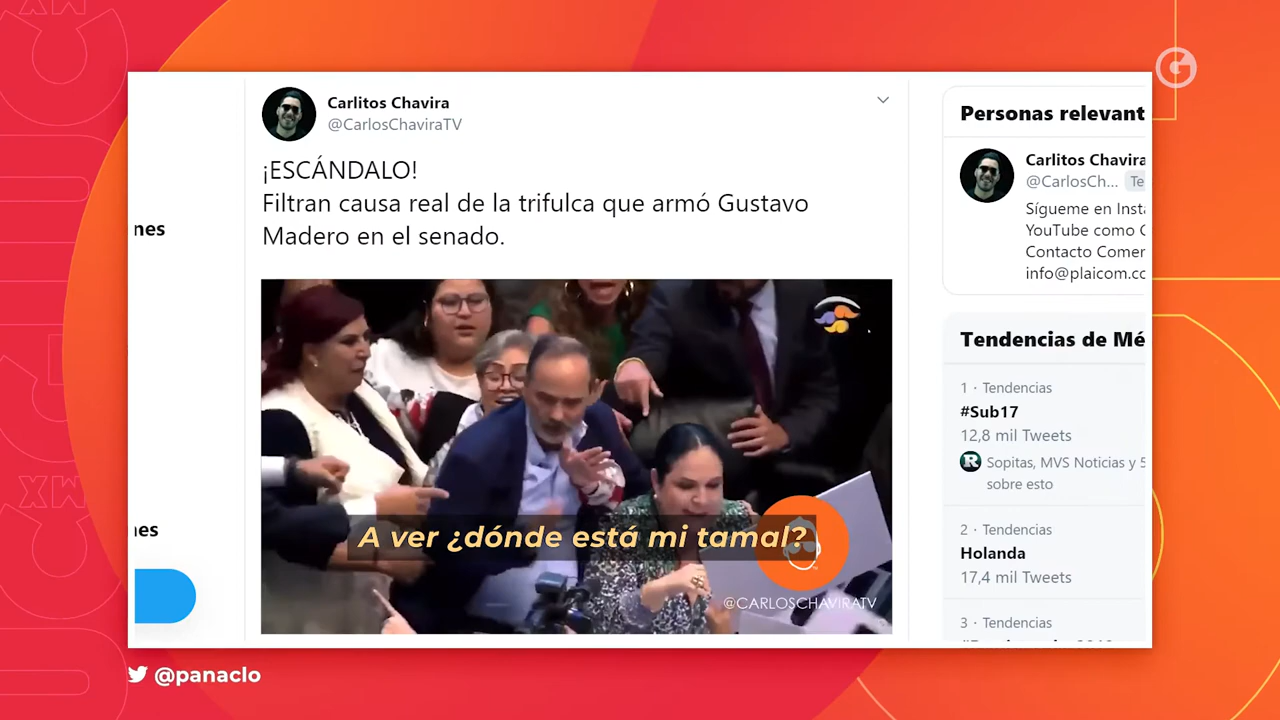 Carlitos Chavira
@CarlosChaviraTV
¡ESCÁNDALO!
Filtran causa real de la trifulca que armó Gustavo
Madero en el senado.
A ver ¿dónde está mi tamal?
@CARLOSCHAVIRATV
nes
nes
Personas relevant
Carlitos Chavira
@CarlosCh... Te
Sígueme en Insta
YouTube como C
Contacto Comer
info@plaicom.cc
Tendencias de Mé
1 · Tendencias
#Sub17
12,8 mil Tweets
Sopitas, MVS Noticias y 5
sobre esto
2 · Tendencias
Holanda
17,4 mil Tweets
3 · Tendencias
@panaclo